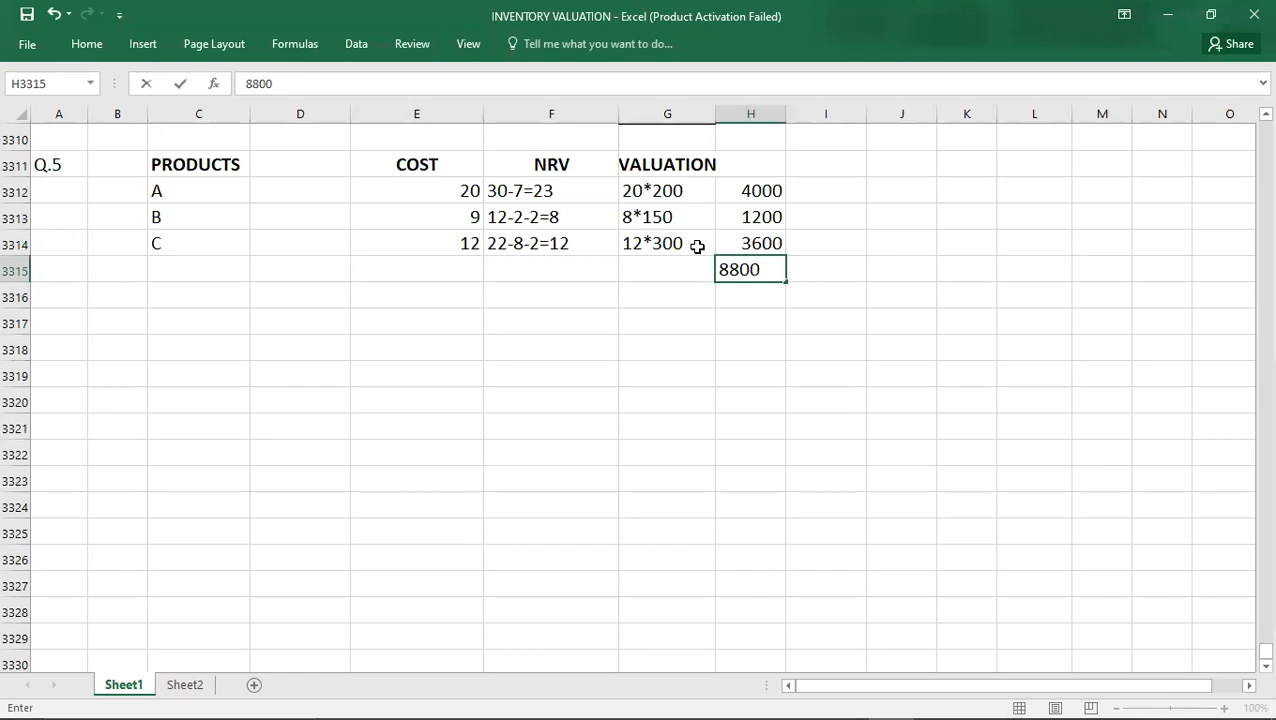 INVENTORY VALUATION - Excel (Product Activation Failed)
File Home Insert Page Layout Formulas Data Review View Tell me what you want to do... Share
H3315 fx 8800
A B C D E F G H I J K L M N O
3310
3311 Q.5 PRODUCTS COST NRV VALUATION
3312 A 20 30-7=23 20*200 4000
3313 B 9 12-2-2=8 8*150 1200
3314 C 12 22-8-2=12 12*300 3600
3315 8800
3316
3317
3318
3319
3320
3321
3322
3323
3324
3325
3326
3327
3328
3329
3330
Sheet1 Sheet2
Enter 100%